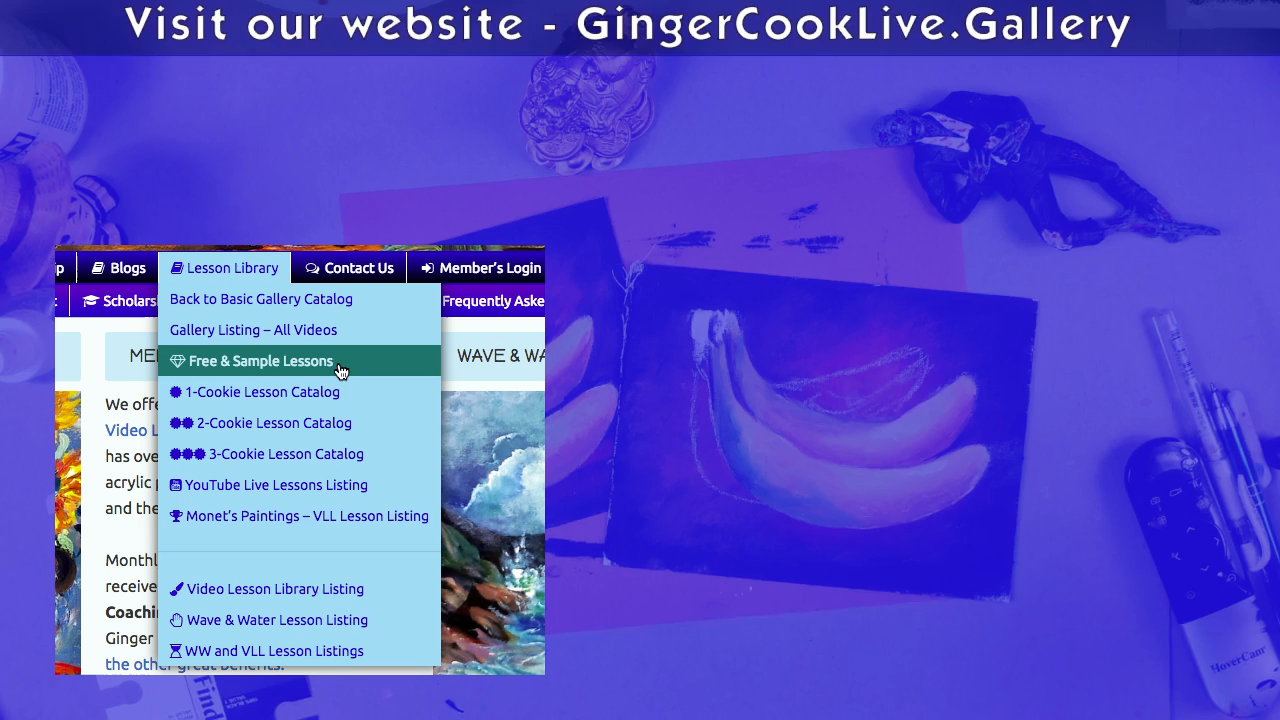 Visit our website - GingerCookLive.Gallery
Blogs
Lesson Library
Contact Us
Member's Login
Scholars
Frequently Aske
Back to Basic Gallery Catalog
Gallery Listing – All Videos
Free & Sample Lessons
1-Cookie Lesson Catalog
2-Cookie Lesson Catalog
3-Cookie Lesson Catalog
YouTube Live Lessons Listing
Monet's Paintings – VLL Lesson Listing
Video Lesson Library Listing
Wave & Water Lesson Listing
WW and VLL Lesson Listings
WAVE & WA
We offe
Video L
has ove
acrylic
and the
Monthl
receive
Coachi
Ginger
the other great benefits.
HoverCam
Find